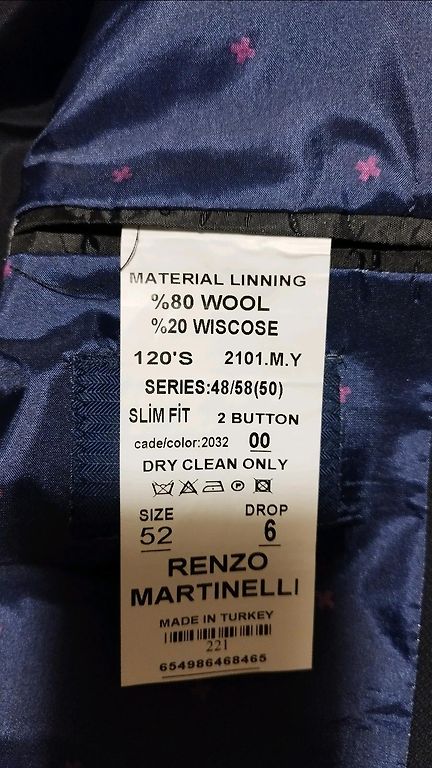 MATERIAL LINNING
%80 WOOL
%20 WISCOSE
120'S 2101.M.Y
SERIES:48/58(50)
SLİM FİT 2 BUTTON
cade/color:2032 00
DRY CLEAN ONLY
SIZE DROP
52 6
RENZO
MARTINELLI
MADE IN TURKEY
221
654986468465